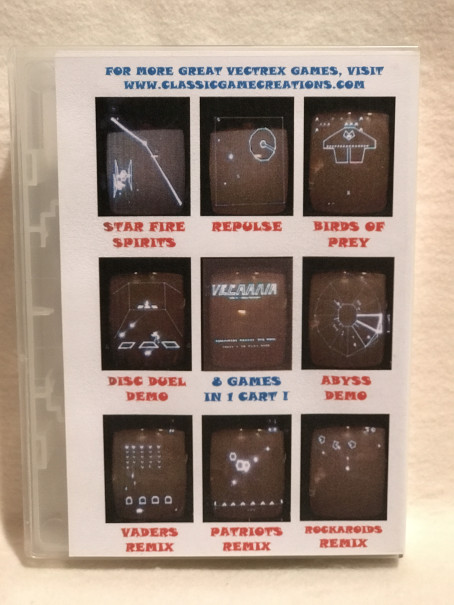 FOR MORE GREAT VECTREX GAMES, VISIT
WWW.CLASSICGAMECREATIONS.COM
STAR FIRE
SPIRITS
REPULSE
BIRDS OF
PREY
VECMANIA
DISC DUEL
DEMO
8 GAMES
IN 1 CART !
ABYSS
DEMO
VADERS
REMIX
PATRIOTS
REMIX
ROCKAROIDS
REMIX